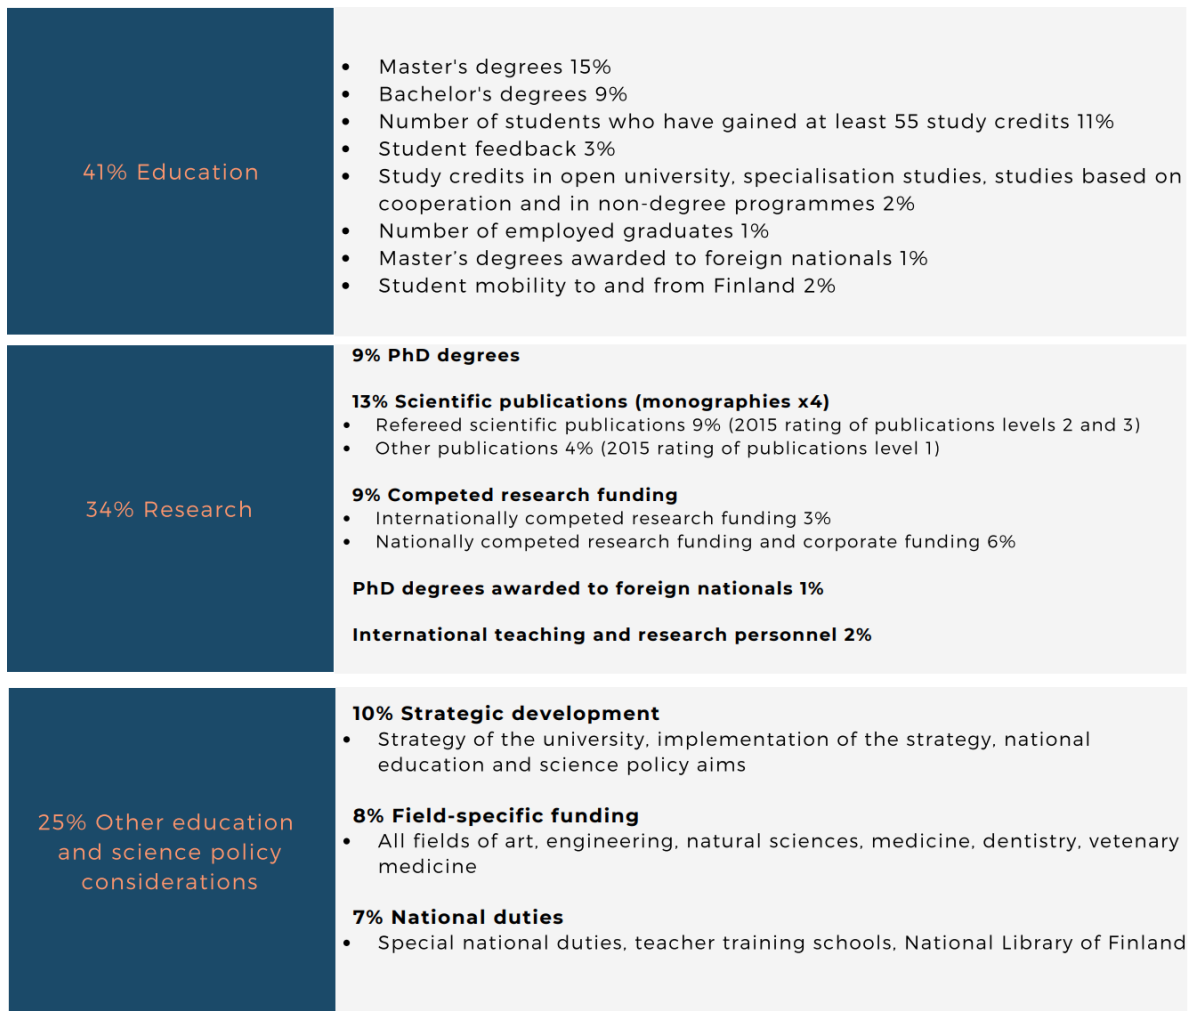 41% Education
• Master's degrees 15%
• Bachelor's degrees 9%
• Number of students who have gained at least 55 study credits 11%
• Student feedback 3%
• Study credits in open university, specialisation studies, studies based on
cooperation and in non-degree programmes 2%
• Number of employed graduates 1%
• Master’s degrees awarded to foreign nationals 1%
• Student mobility to and from Finland 2%
34% Research
9% PhD degrees
13% Scientific publications (monographies x4)
• Refereed scientific publications 9% (2015 rating of publications levels 2 and 3)
• Other publications 4% (2015 rating of publications level 1)
9% Competed research funding
• Internationally competed research funding 3%
• Nationally competed research funding and corporate funding 6%
PhD degrees awarded to foreign nationals 1%
International teaching and research personnel 2%
25% Other education
and science policy
considerations
10% Strategic development
• Strategy of the university, implementation of the strategy, national
education and science policy aims
8% Field-specific funding
• All fields of art, engineering, natural sciences, medicine, dentistry, vetenary
medicine
7% National duties
• Special national duties, teacher training schools, National Library of Finland